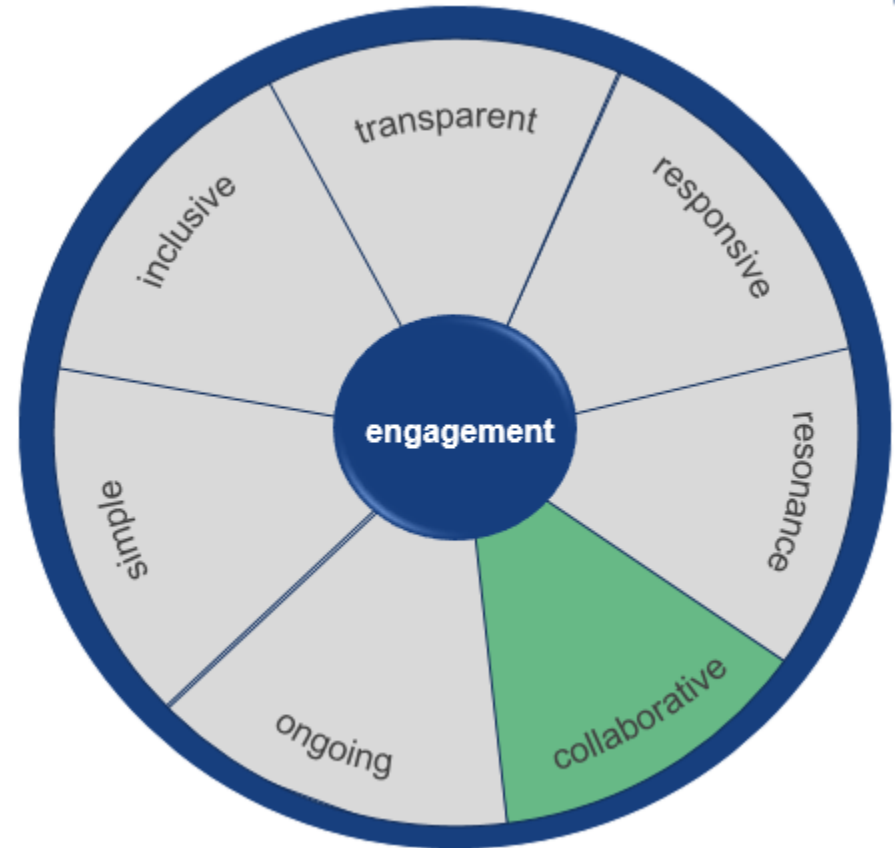 transparent
responsive
resonance
collaborative
ongoing
simple
inclusive
engagement